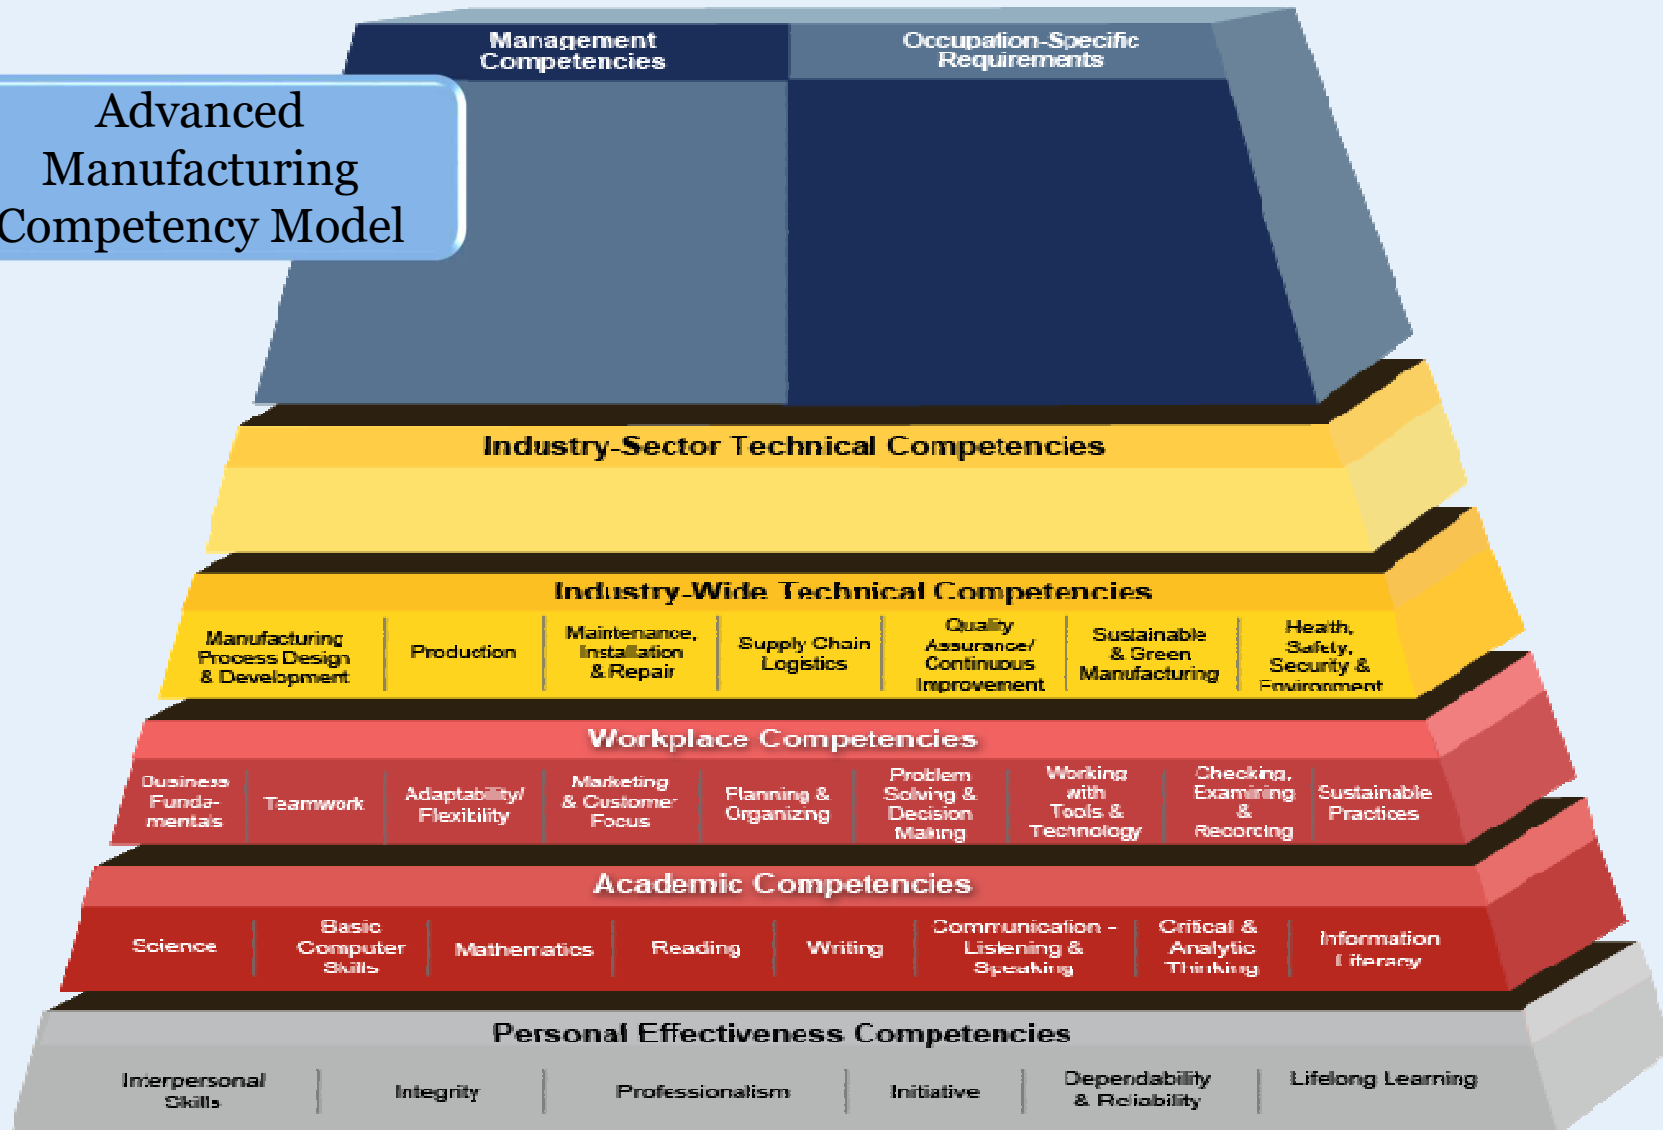 Management
Competencies
Occupation-Specific
Requirements
Advanced
Manufacturing
Competency Model
Industry-Sector Technical Competencies
Industry-Wide Technical Competencies
Manufacturing
Process Design
& Development
Production
Maintenance,
Installation
& Repair
Supply Chain
Logistics
Quality
Assurance/
Continuous
Improvement
Sustainable
& Green
Manufacturing
Health,
Safety,
Security &
Environment
Workplace Competencies
Business
Funda-
mentals
Teamwork
Adaptability/
Flexibility
Marketing
& Customer
Focus
Planning &
Organizing
Problem
Solving &
Decision
Making
Working
with
Tools &
Technology
Checking,
Examining
&
Recording
Sustainable
Practices
Academic Competencies
Science
Basic
Computer
Skills
Mathematics
Reading
Writing
Communication -
Listening &
Speaking
Critical &
Analytic
Thinking
Information
Literacy
Personal Effectiveness Competencies
Interpersonal
Skills
Integrity
Professionalism
Initiative
Dependability
& Reliability
Lifelong Learning